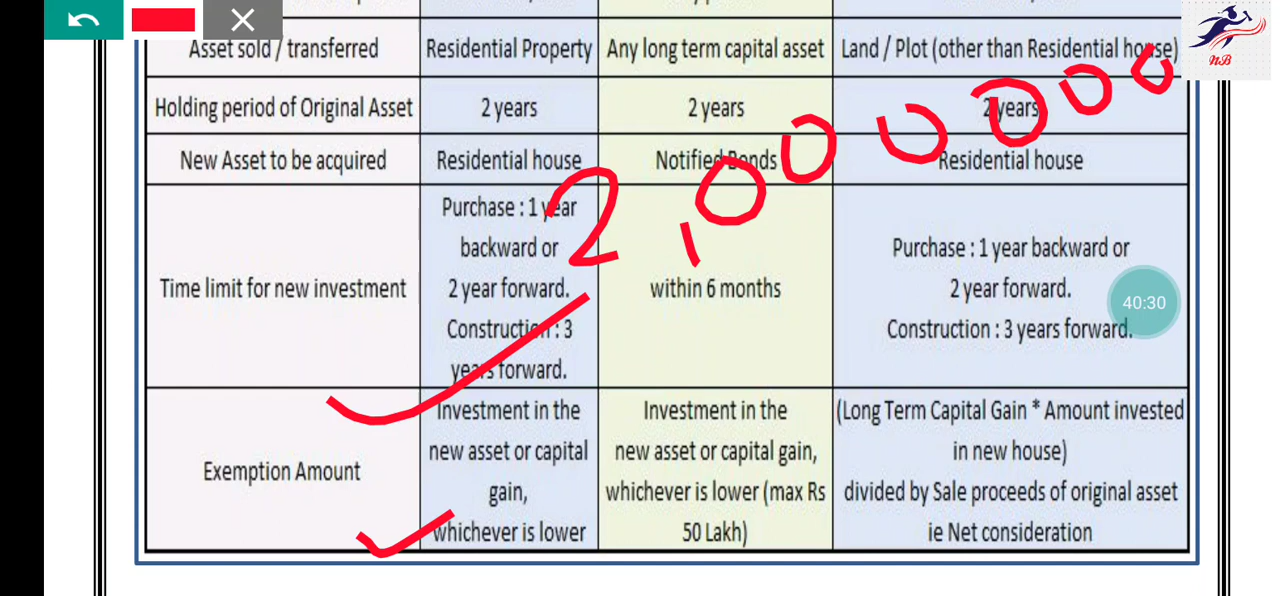 Asset sold / transferred Residential Property Any long term capital asset Land / Plot (other than Residential house)
NB
Holding period of Original Asset 2 years 2 years 2 years
New Asset to be acquired Residential house Notified Bonds Residential house
2,000000
Time limit for new investment
Purchase : 1 year
backward or
2 year forward.
Construction : 3
years forward.
within 6 months
Purchase : 1 year backward or
2 year forward.
Construction : 3 years forward.
40:30
Exemption Amount
Investment in the
new asset or capital
gain,
whichever is lower
Investment in the
new asset or capital gain,
whichever is lower (max Rs
50 Lakh)
(Long Term Capital Gain * Amount invested
in new house)
divided by Sale proceeds of original asset
ie Net consideration